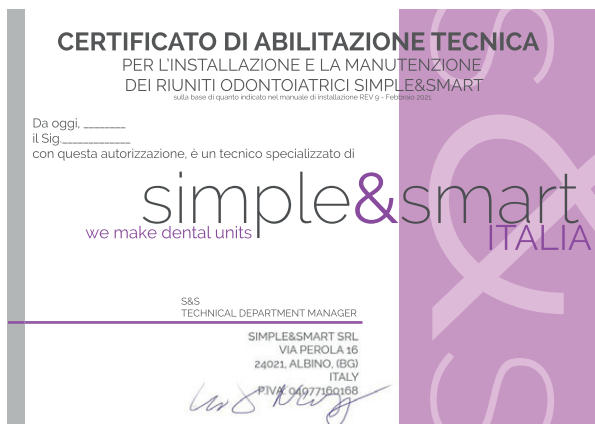 CERTIFICATO DI ABILITAZIONE TECNICA
PER L'INSTALLAZIONE E LA MANUTENZIONE
DEI RIUNITI ODONTOIATRICI SIMPLE&SMART
sulla base di quanto indicato nel manuale di installazione REV 9 - Febbraio 2021
Da oggi, ________
il Sig._____________
con questa autorizzazione, è un tecnico specializzato di
simple&smart
we make dental units
ITALIA
S&S
TECHNICAL DEPARTMENT MANAGER
SIMPLE&SMART SRL
VIA PEROLA 16
24021, ALBINO, (BG)
ITALY
P.IVA: 04077160168